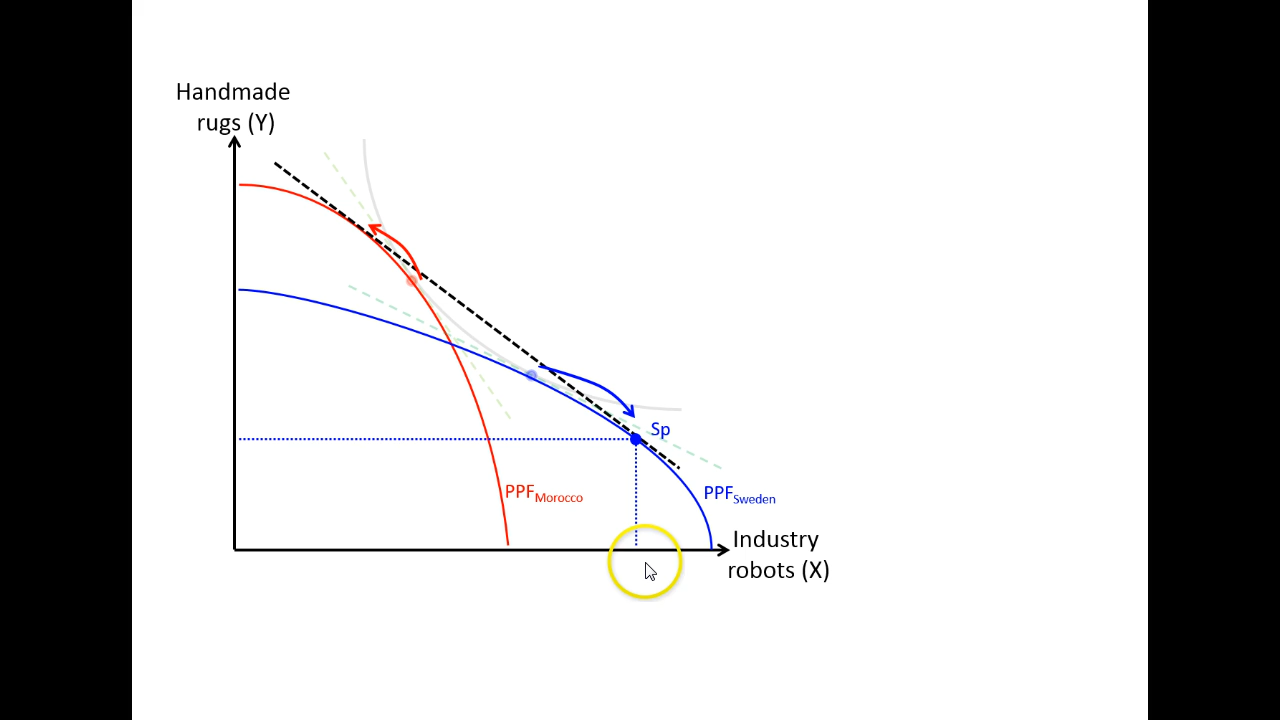 Handmade
rugs (Y)
Sp
PPFMorocco
PPFSweden
Industry
robots (X)